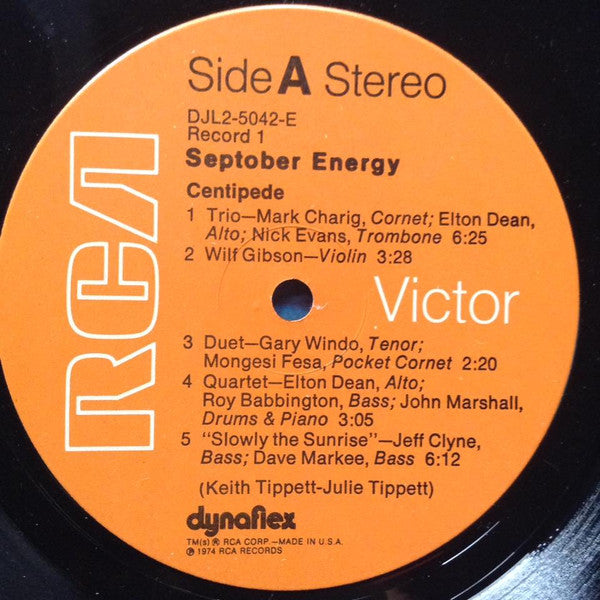 Side A Stereo
DJL2-5042-E
Record 1
Septober Energy
Centipede
1 Trio—Mark Charig, Cornet; Elton Dean,
Alto; Nick Evans, Trombone 6:25
2 Wilf Gibson—Violin 3:28
RCA
Victor
3 Duet—Gary Windo, Tenor;
Mongesi Fesa, Pocket Cornet 2:20
4 Quartet—Elton Dean, Alto;
Roy Babbington, Bass; John Marshall,
Drums & Piano 3:05
5 "Slowly the Sunrise"—Jeff Clyne,
Bass; Dave Markee, Bass 6:12
(Keith Tippett-Julie Tippett)
dynaflex
TM(s) ® RCA CORP.—MADE IN U.S.A.
℗ 1974 RCA RECORDS